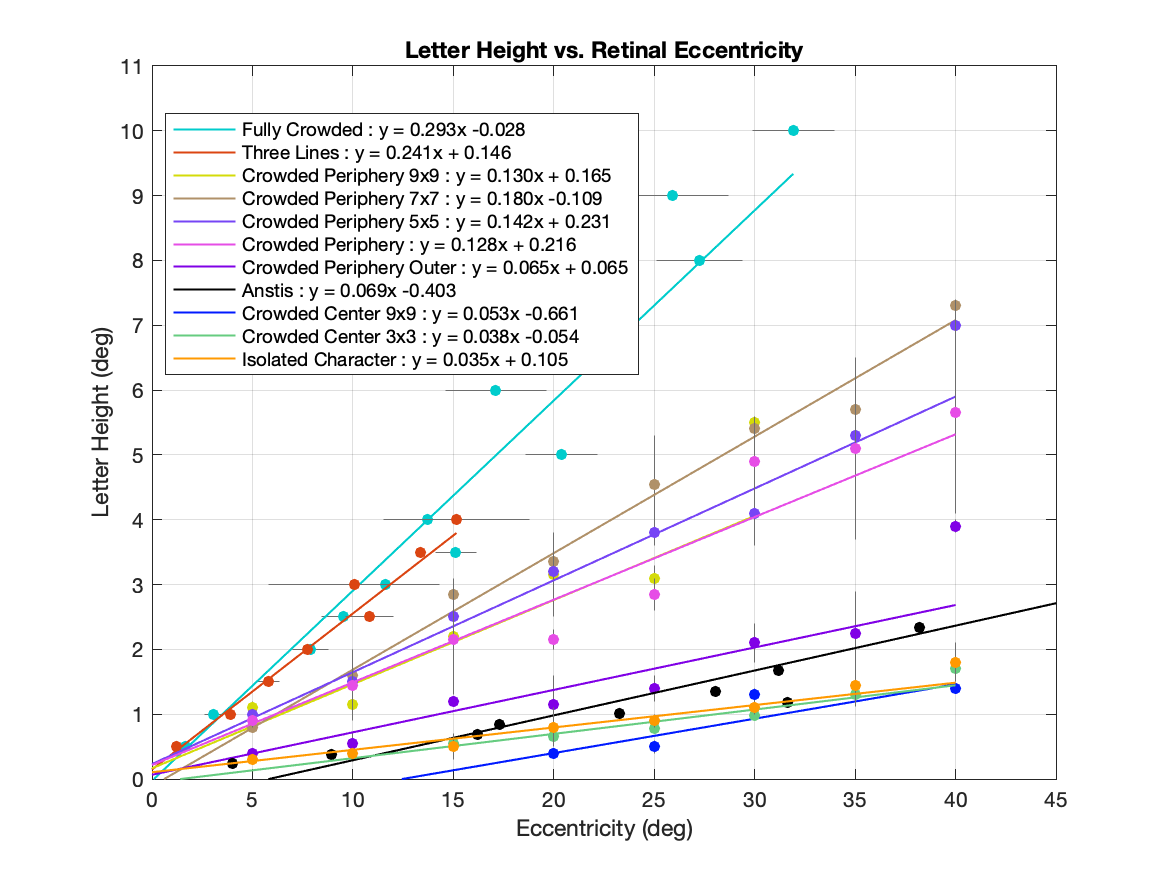 Letter Height vs. Retinal Eccentricity
11
10
9
8
7
6
5
4
3
2
1
0
Letter Height (deg)
Fully Crowded : y = 0.293x -0.028
Three Lines : y = 0.241x + 0.146
Crowded Periphery 9x9 : y = 0.130x + 0.165
Crowded Periphery 7x7 : y = 0.180x -0.109
Crowded Periphery 5x5 : y = 0.142x + 0.231
Crowded Periphery : y = 0.128x + 0.216
Crowded Periphery Outer : y = 0.065x + 0.065
Anstis : y = 0.069x -0.403
Crowded Center 9x9 : y = 0.053x -0.661
Crowded Center 3x3 : y = 0.038x -0.054
Isolated Character : y = 0.035x + 0.105
0 5 10 15 20 25 30 35 40 45
Eccentricity (deg)